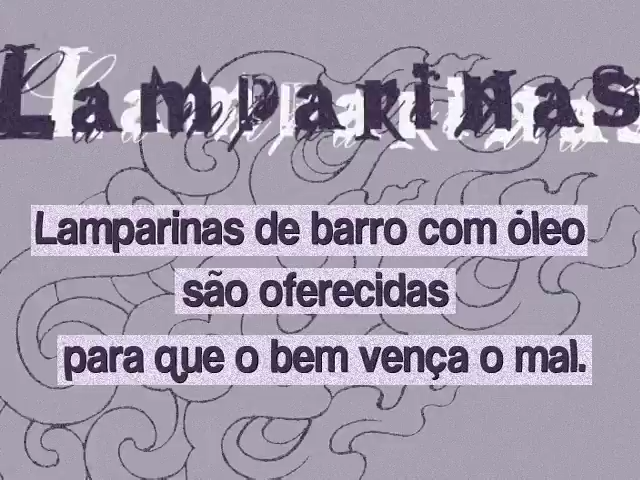 Lamparinas
Lamparinas de barro com óleo
são oferecidas
para que o bem vença o mal.